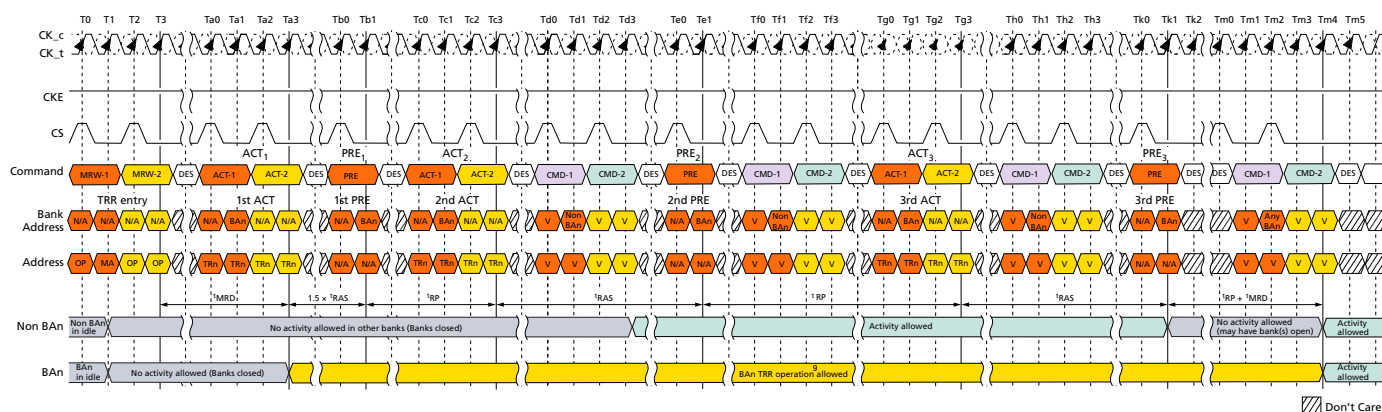 T0 T1 T2 T3 Ta0 Ta1 Ta2 Ta3 Tb0 Tb1 Tc0 Tc1 Tc2 Tc3 Td0 Td1 Td2 Td3 Te0 Te1 Tf0 Tf1 Tf2 Tf3 Tg0 Tg1 Tg2 Tg3 Th0 Th1 Th2 Th3 Tk0 Tk1 Tk2 Tm0 Tm1 Tm2 Tm3 Tm4 Tm5
CK_c
CK_t
CKE
CS
ACT1 PRE1 ACT2 PRE2 ACT3 PRE3
Command MRW-1 MRW-2 DES ACT-1 ACT-2 DES PRE DES ACT-1 ACT-2 DES CMD-1 CMD-2 DES PRE DES CMD-1 CMD-2 DES ACT-1 ACT-2 DES CMD-1 CMD-2 DES PRE DES DES CMD-1 CMD-2 DES
TRR entry 1st ACT 1st PRE 2nd ACT 2nd PRE 3rd ACT 3rd PRE
Bank Address N/A N/A N/A N/A N/A BAn N/A N/A N/A BAn N/A BAn N/A N/A V Non BAn V V N/A BAn V Non BAn V V N/A BAn N/A N/A V Non BAn V V N/A BAn V Any BAn V V
Address OP MA OP OP TRn TRn TRn TRn N/A N/A TRn TRn TRn TRn V V V V N/A N/A V V V V TRn TRn TRn TRn V V V V N/A N/A V V V V
tMRD 1.5 × tRAS tRP tRAS tRP tRAS tRP + tMRD
Non BAn Non BAn in idle No activity allowed in other banks (Banks closed) Activity allowed No activity allowed (may have bank(s) open) Activity allowed
BAn BAn in idle No activity allowed (Banks closed) BAn TRR operation allowed9 Activity allowed
Don't Care